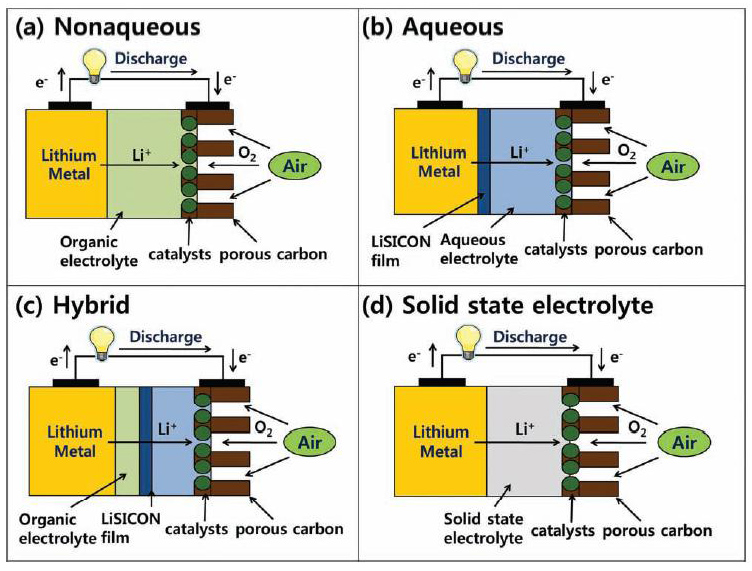 (a) Nonaqueous
Discharge
e-
e-
Lithium
Metal
Li+
O2
Air
Organic
electrolyte
catalysts porous carbon
(b) Aqueous
Discharge
e-
e-
Lithium
Metal
Li+
O2
Air
LiSICON
film
Aqueous
electrolyte
catalysts porous carbon
(c) Hybrid
Discharge
e-
e-
Lithium
Metal
Li+
O2
Air
Organic
electrolyte
LiSICON
film
catalysts porous carbon
(d) Solid state electrolyte
Discharge
e-
e-
Lithium
Metal
Li+
O2
Air
Solid state
electrolyte
catalysts porous carbon